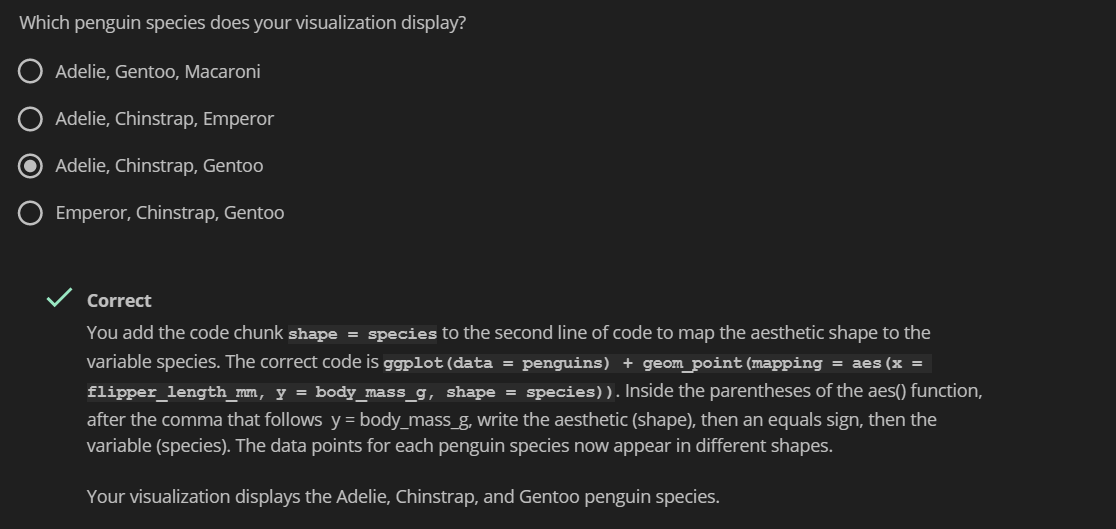 Which penguin species does your visualization display?
Adelie, Gentoo, Macaroni
Adelie, Chinstrap, Emperor
Adelie, Chinstrap, Gentoo
Emperor, Chinstrap, Gentoo
Correct
You add the code chunk shape = species to the second line of code to map the aesthetic shape to the
variable species. The correct code is ggplot(data = penguins) + geom_point(mapping = aes(x =
flipper_length_mm, y = body_mass_g, shape = species)). Inside the parentheses of the aes() function,
after the comma that follows  y = body_mass_g, write the aesthetic (shape), then an equals sign, then the
variable (species). The data points for each penguin species now appear in different shapes.
Your visualization displays the Adelie, Chinstrap, and Gentoo penguin species.